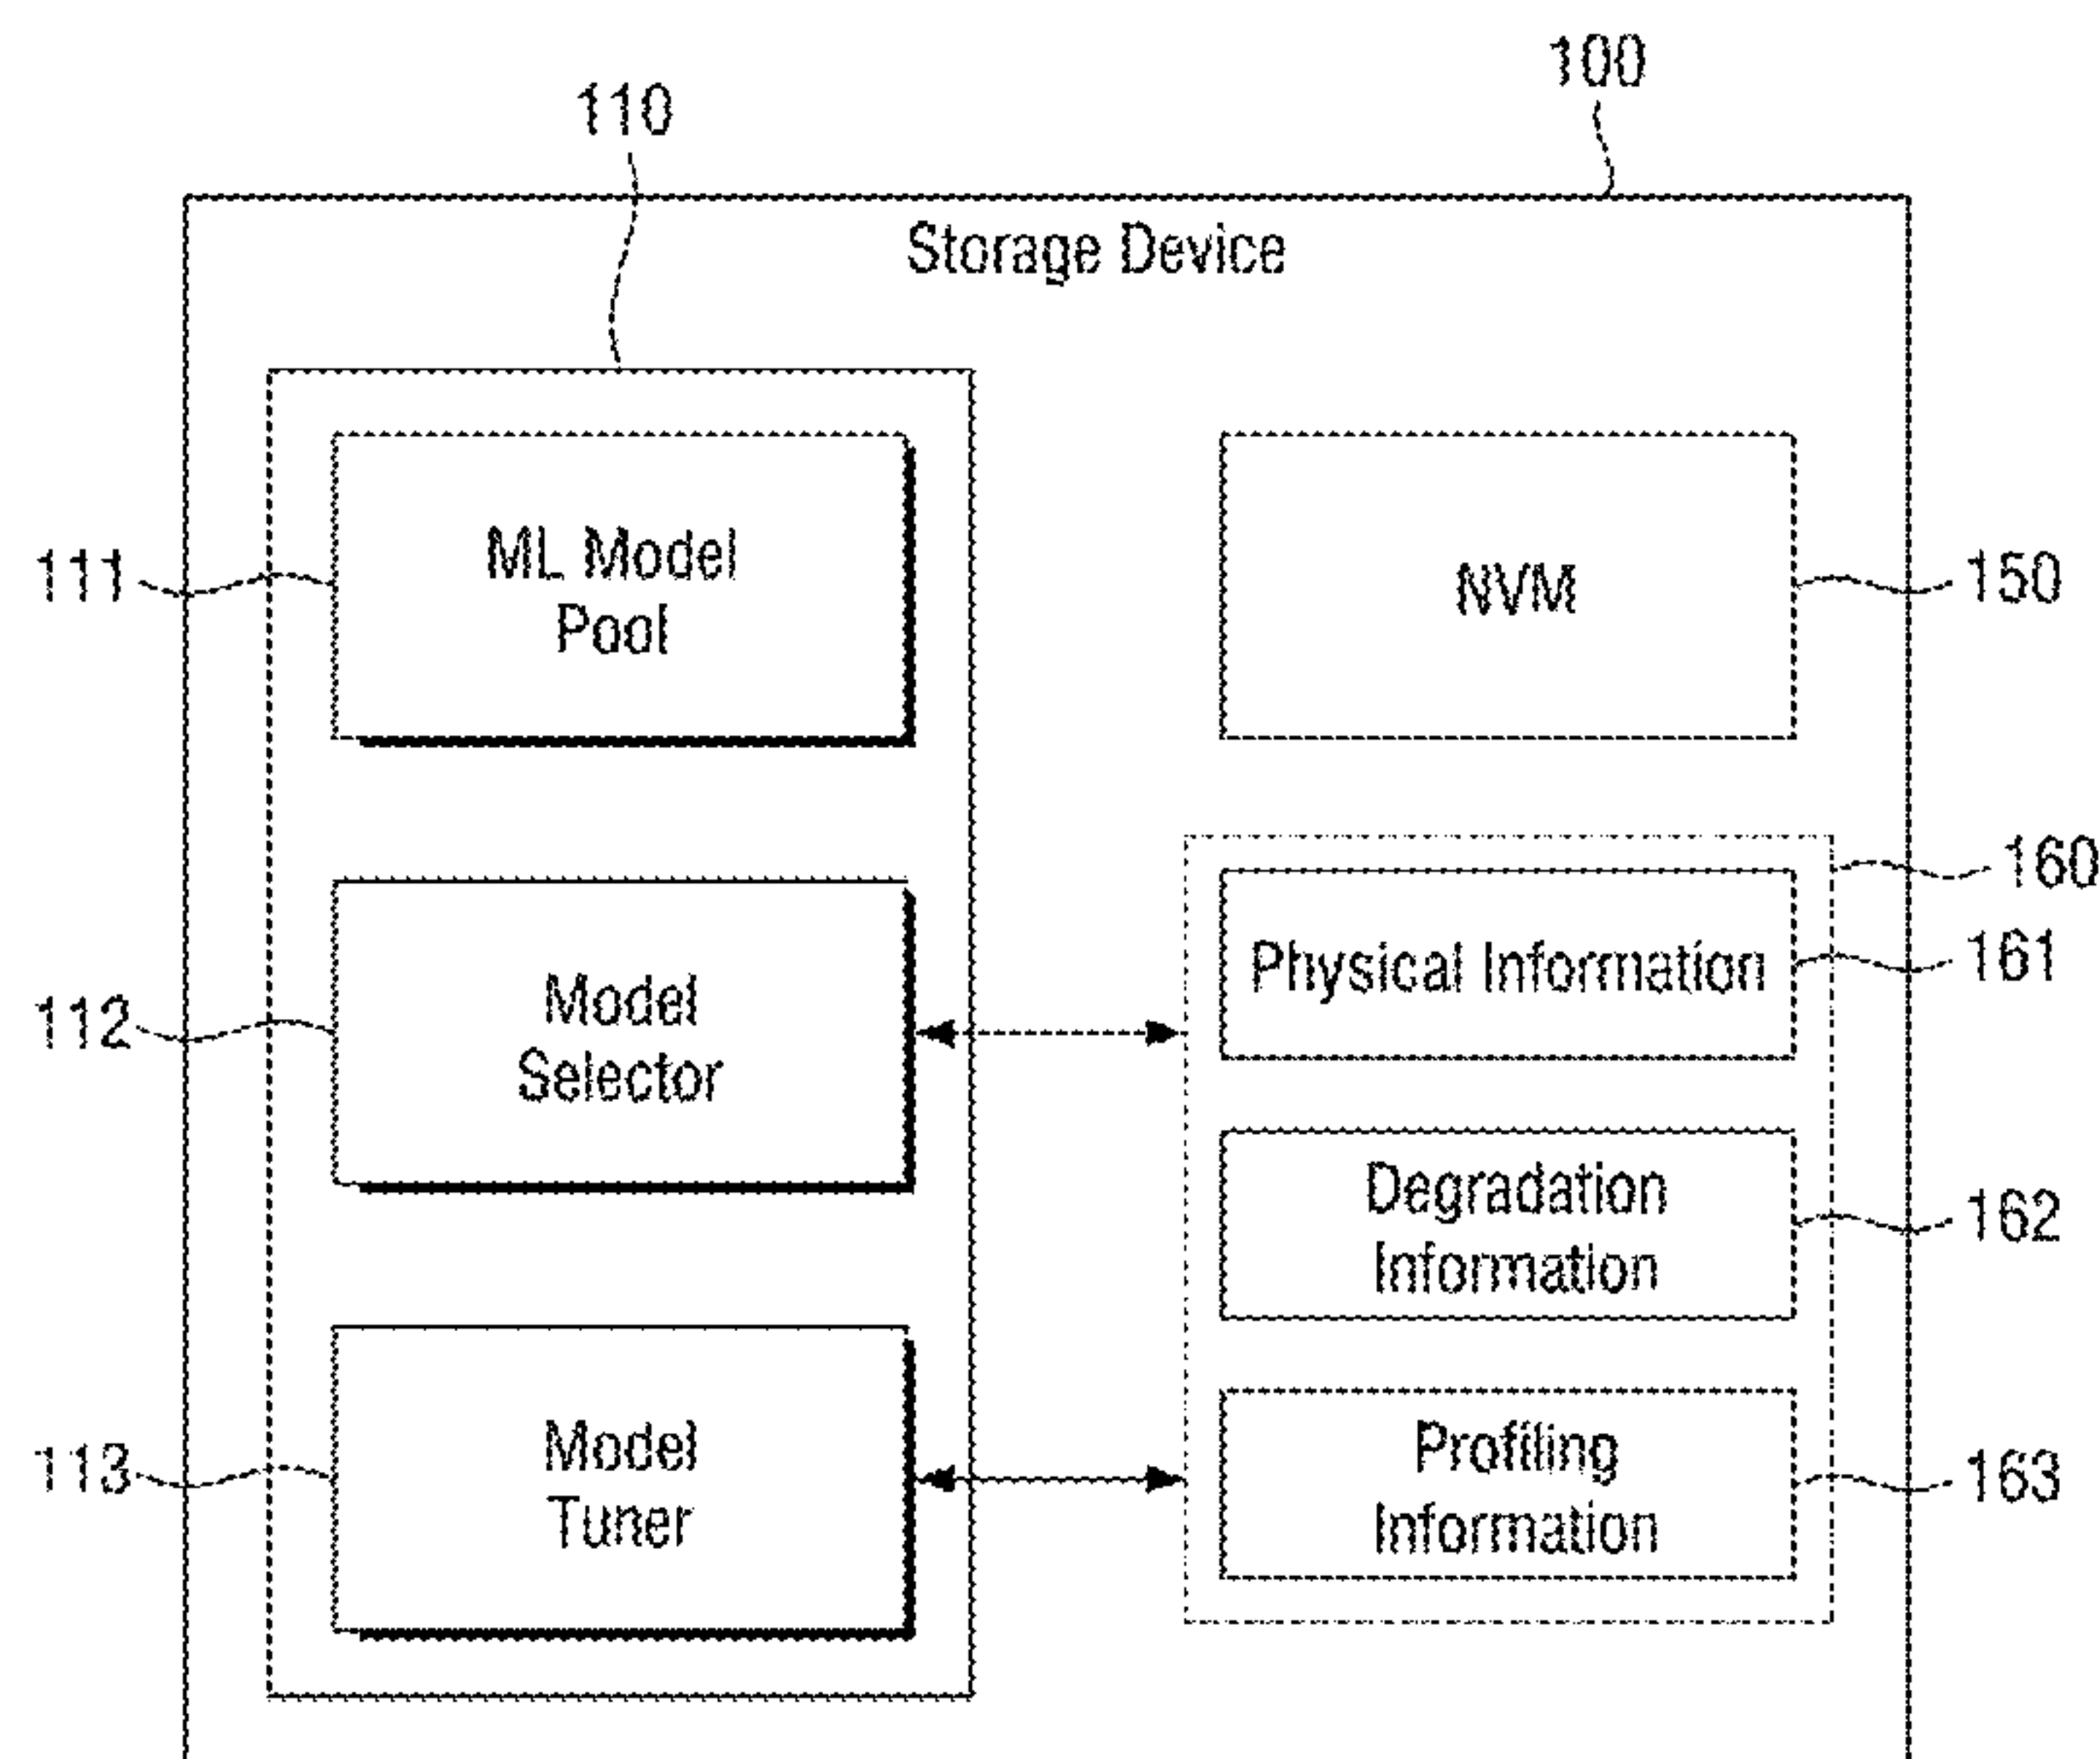 100
110
Storage Device
111
ML Model
Pool
NVM
150
160
112
Model
Selector
Physical Information
161
Degradation
Information
162
113
Model
Tuner
Profiling
Information
163